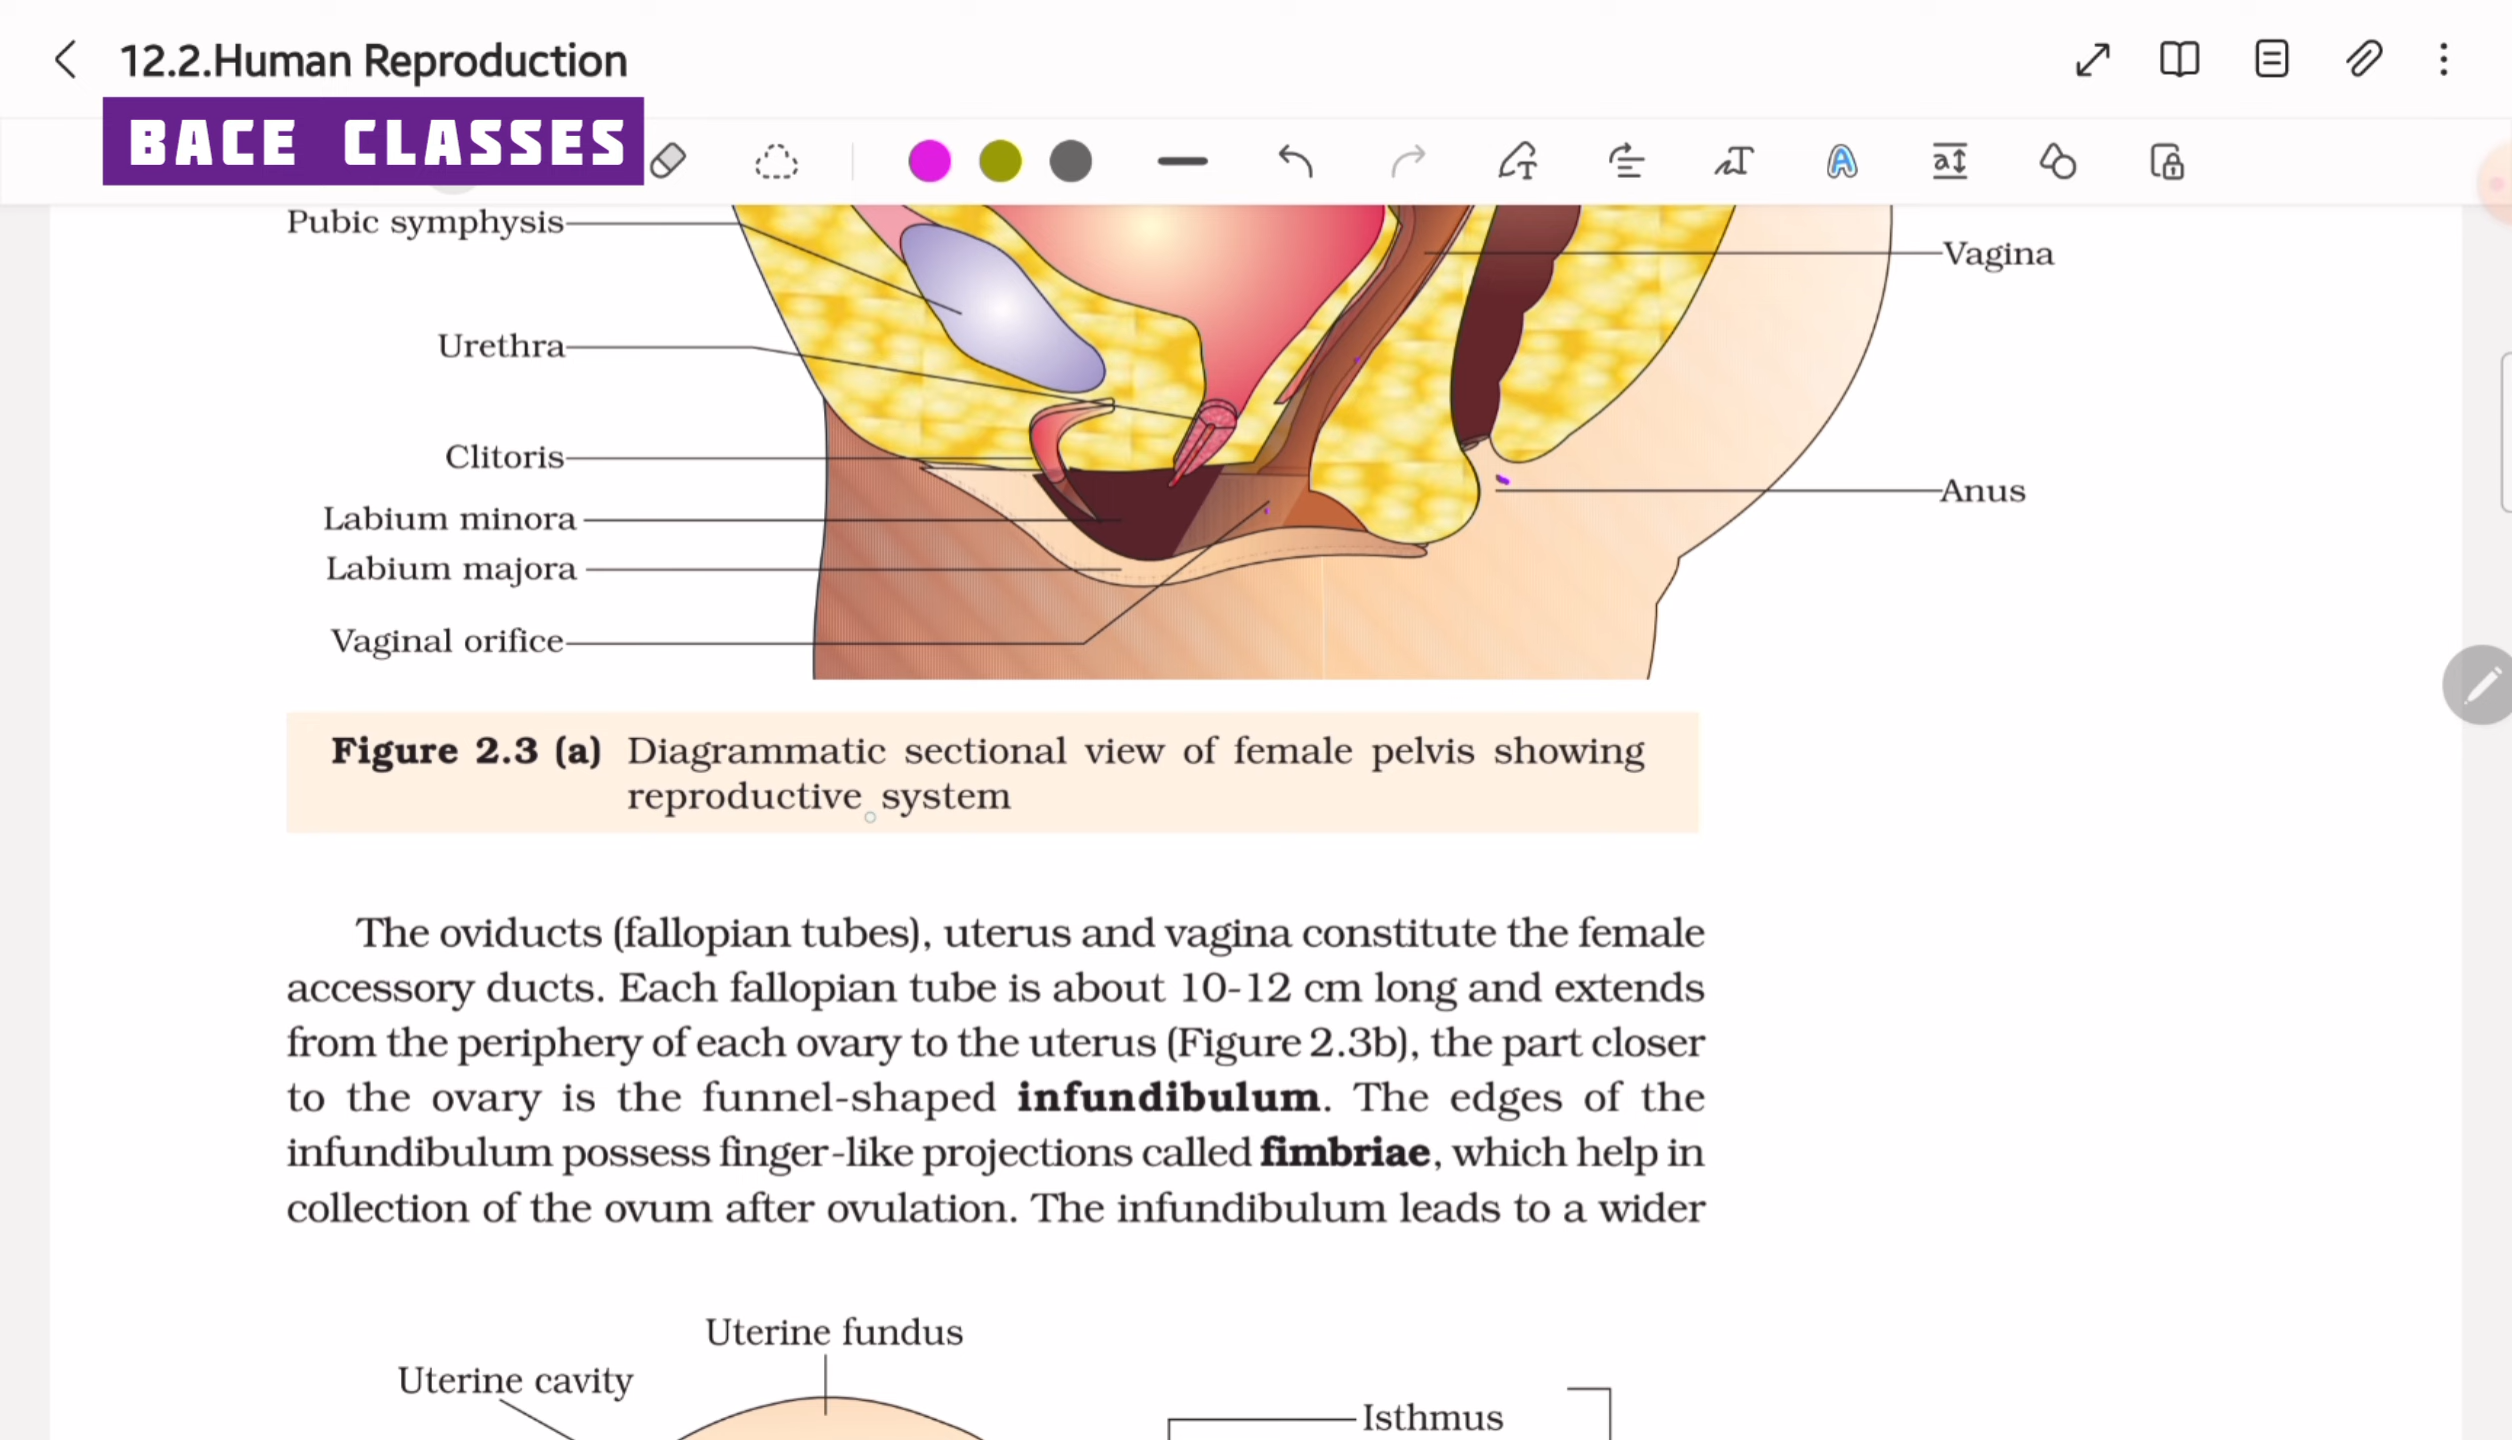 12.2.Human Reproduction
BACE CLASSES
Pubic symphysis
Vagina
Urethra
Clitoris
Anus
Labium minora
Labium majora
Vaginal orifice
Figure 2.3 (a) Diagrammatic sectional view of female pelvis showing
reproductive system
The oviducts (fallopian tubes), uterus and vagina constitute the female
accessory ducts. Each fallopian tube is about 10-12 cm long and extends
from the periphery of each ovary to the uterus (Figure 2.3b), the part closer
to the ovary is the funnel-shaped infundibulum. The edges of the
infundibulum possess finger-like projections called fimbriae, which help in
collection of the ovum after ovulation. The infundibulum leads to a wider
Uterine fundus
Uterine cavity
Isthmus